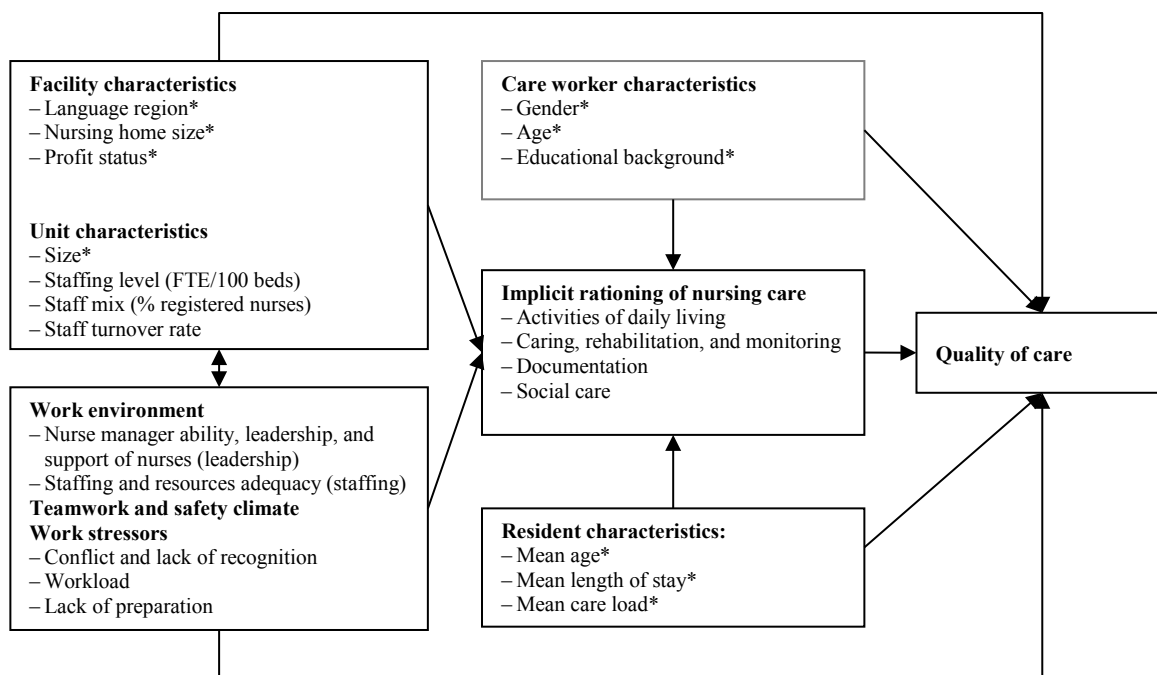 Facility characteristics
– Language region*
– Nursing home size*
– Profit status*
Unit characteristics
– Size*
– Staffing level (FTE/100 beds)
– Staff mix (% registered nurses)
– Staff turnover rate
Work environment
– Nurse manager ability, leadership, and
support of nurses (leadership)
– Staffing and resources adequacy (staffing)
Teamwork and safety climate
Work stressors
– Conflict and lack of recognition
– Workload
– Lack of preparation
Care worker characteristics
– Gender*
– Age*
– Educational background*
Implicit rationing of nursing care
– Activities of daily living
– Caring, rehabilitation, and monitoring
– Documentation
– Social care
Resident characteristics:
– Mean age*
– Mean length of stay*
– Mean care load*
Quality of care